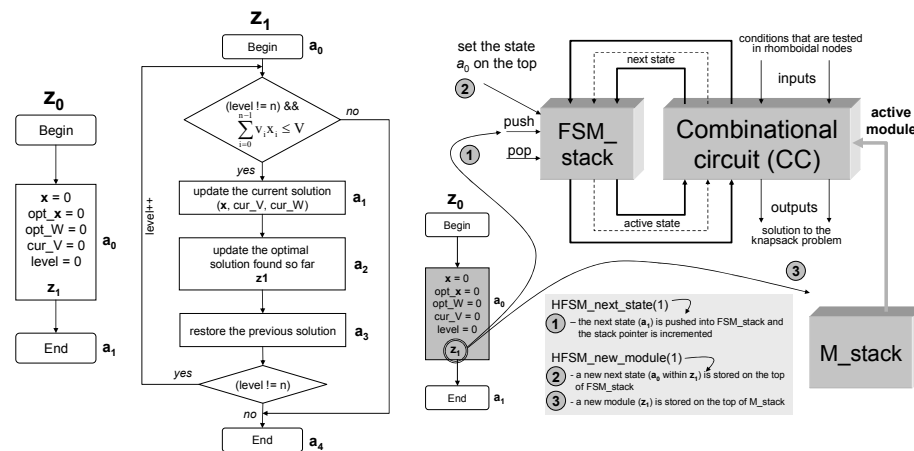 z0
Begin
x = 0
opt_x = 0
opt_W = 0
cur_V = 0
level = 0
z1
a0
End
a1
z1
Begin
a0
(level != n) &&
n−1
∑ vixi ≤ V
i=0
no
yes
level++
update the current solution
(x, cur_V, cur_W)
a1
update the optimal
solution found so far
z1
a2
restore the previous solution
a3
yes
(level != n)
no
End
a4
set the state
a0 on the top
2
push
pop
1
FSM_
stack
next state
active state
Combinational
circuit (CC)
conditions that are tested
in rhomboidal nodes
inputs
active
module
outputs
solution to the
knapsack problem
z0
Begin
x = 0
opt_x = 0
opt_W = 0
cur_V = 0
level = 0
z1
a0
End
a1
3
M_stack
HFSM_next_state(1)
1 – the next state (a1) is pushed into FSM_stack and
the stack pointer is incremented
HFSM_new_module(1)
2 - a new next state (a0 within z1) is stored on the top
of FSM_stack
3 - a new module (z1) is stored on the top of M_stack